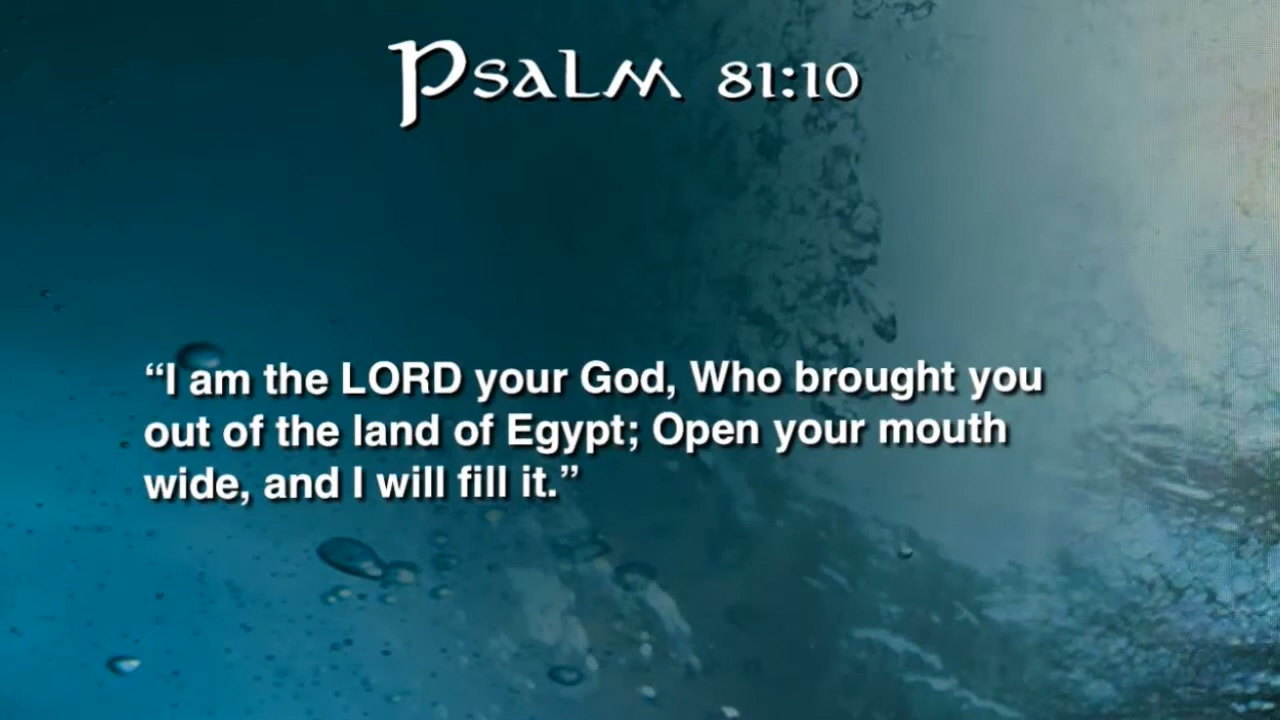 Psalm 81:10
“I am the LORD your God, Who brought you
out of the land of Egypt; Open your mouth
wide, and I will fill it.”